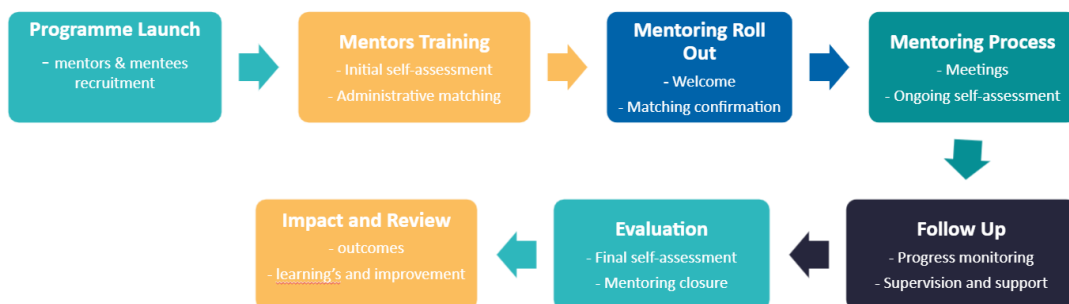 Programme Launch
- mentors & mentees
recruitment
Mentors Training
- Initial self-assessment
- Administrative matching
Mentoring Roll
Out
- Welcome
- Matching confirmation
Mentoring Process
- Meetings
- Ongoing self-assessment
Follow Up
- Progress monitoring
- Supervision and support
Evaluation
- Final self-assessment
- Mentoring closure
Impact and Review
- outcomes
- learning's and improvement